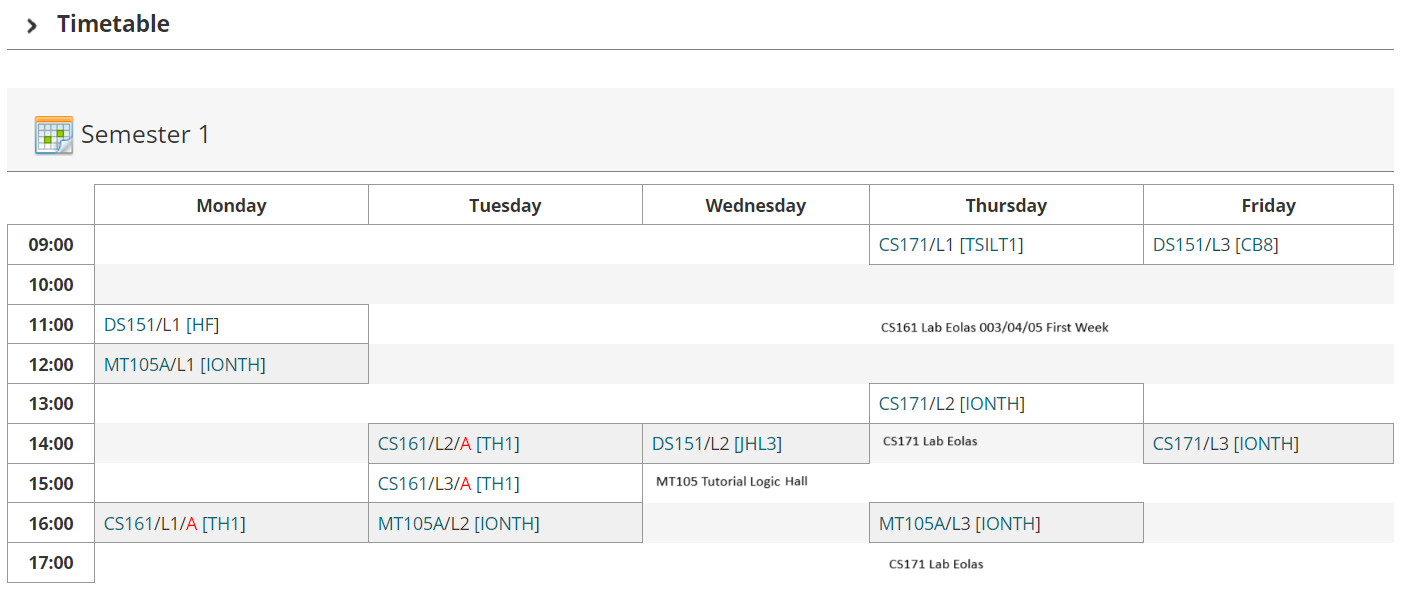 Timetable
Semester 1
Monday Tuesday Wednesday Thursday Friday
09:00 CS171/L1 [TSILT1] DS151/L3 [CB8]
10:00
11:00 DS151/L1 [HF] CS161 Lab Eolas 003/04/05 First Week
12:00 MT105A/L1 [IONTH]
13:00 CS171/L2 [IONTH]
14:00 CS161/L2/A [TH1] DS151/L2 [JHL3] CS171 Lab Eolas CS171/L3 [IONTH]
15:00 CS161/L3/A [TH1] MT105 Tutorial Logic Hall
16:00 CS161/L1/A [TH1] MT105A/L2 [IONTH] MT105A/L3 [IONTH]
17:00 CS171 Lab Eolas